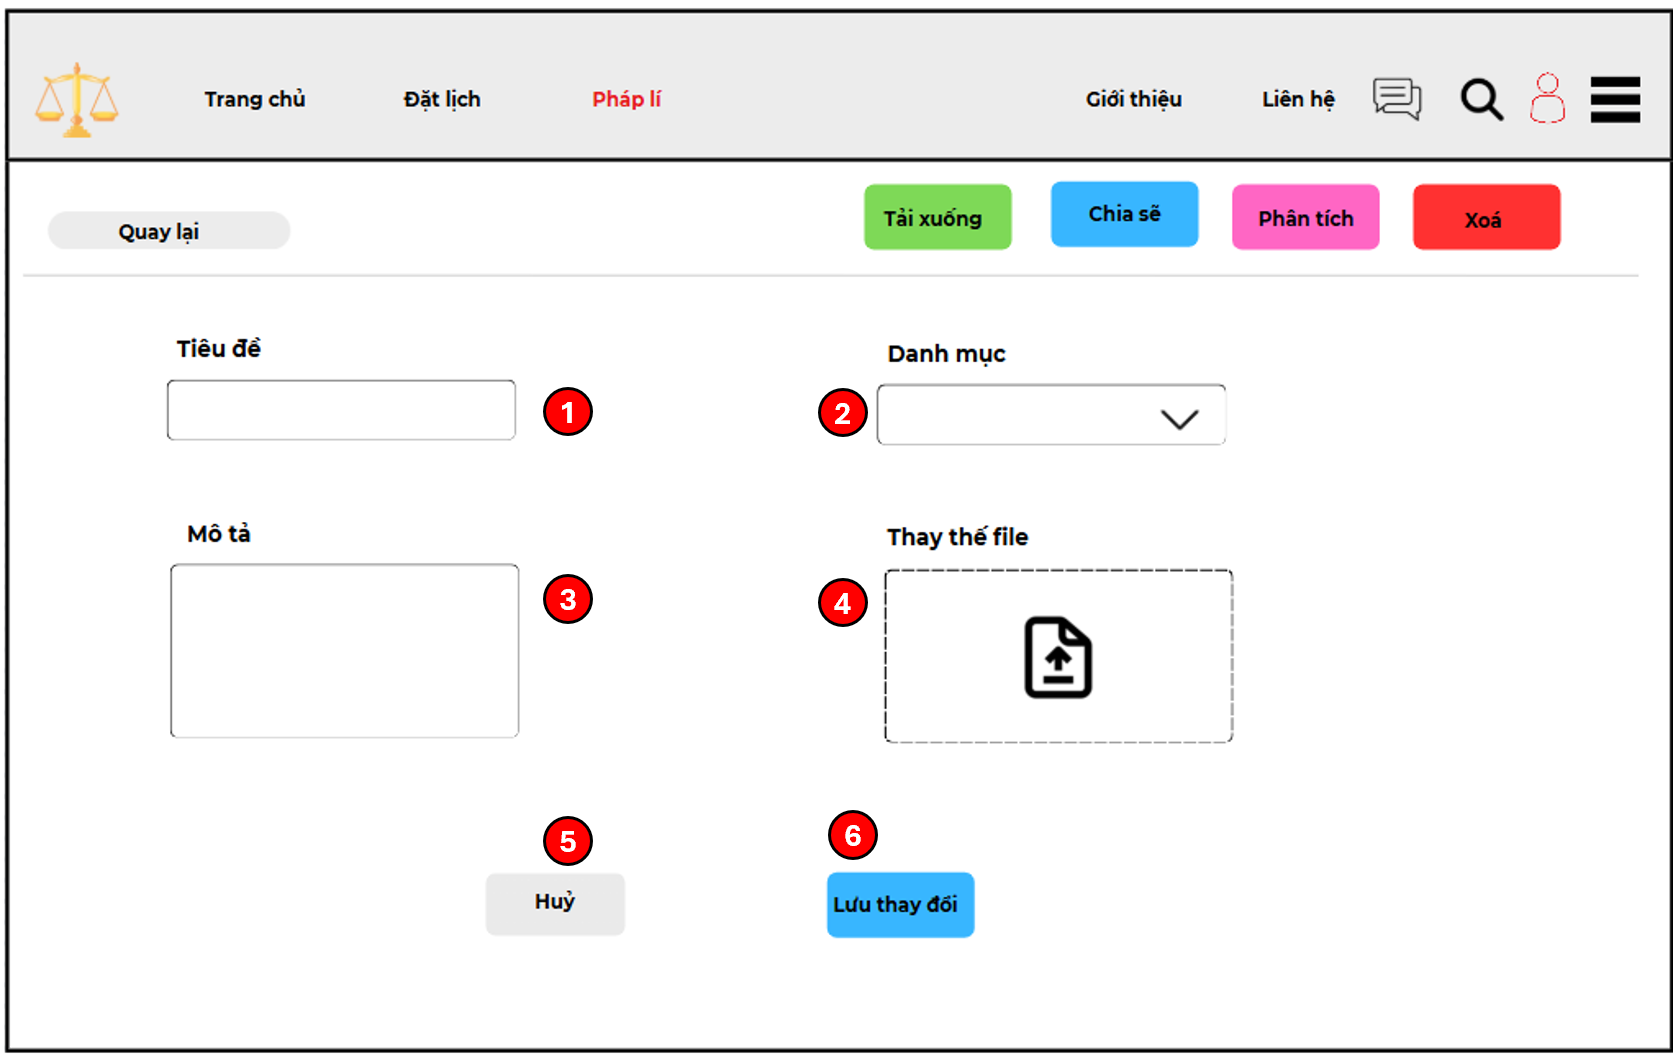 Trang chủ
Đặt lịch
Pháp lí
Giới thiệu
Liên hệ
Quay lại
Tải xuống
Chia sẽ
Phân tích
Xoá
Tiêu đề
1
Danh mục
2
Mô tả
3
Thay thế file
4
5
Huỷ
6
Lưu thay đổi